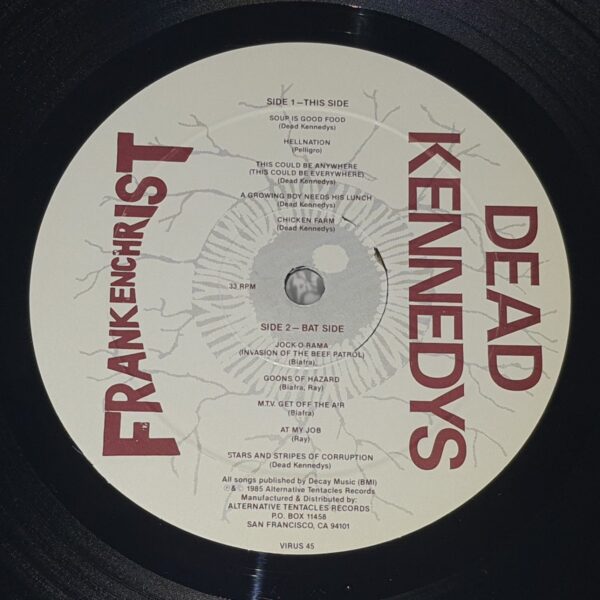 SIDE 1—THIS SIDE
SOUP IS GOOD FOOD
(Dead Kennedys)
HELLNATION
(Pelligro)
THIS COULD BE ANYWHERE
(THIS COULD BE EVERYWHERE)
(Dead Kennedys)
A GROWING BOY NEEDS HIS LUNCH
(Dead Kennedys)
CHICKEN FARM
(Dead Kennedys)
33 RPM
SIDE 2—BAT SIDE
JOCK-O-RAMA
(INVASION OF THE BEEF PATROL)
(Biafra)
GOONS OF HAZARD
(Biafra, Ray)
M.T.V. GET OFF THE AIR
(Biafra)
AT MY JOB
(Ray)
STARS AND STRIPES OF CORRUPTION
(Dead Kennedys)
All songs published by Decay Music (BMI)
℗&© 1985 Alternative Tentacles Records
Manufactured & Distributed by:
ALTERNATIVE TENTACLES RECORDS
P.O. BOX 11458
SAN FRANCISCO, CA 94101
VIRUS 45
FRANKENCHRIST
DEAD
KENNEDYS